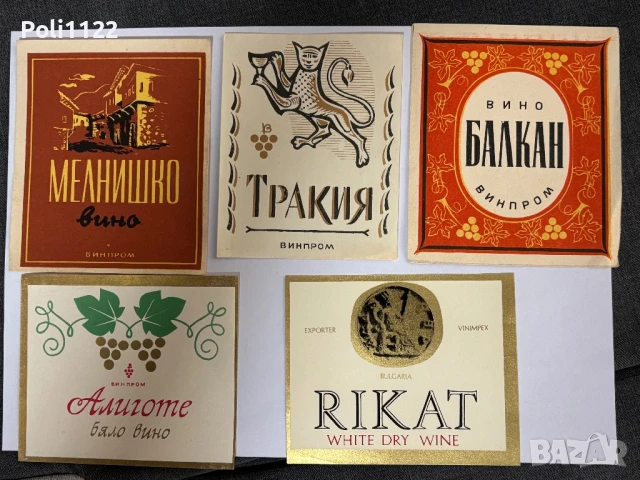 Poli1122
МЕЛНИШКО
вино
ВИНПРОМ
ТРАКИЯ
ВИНПРОМ
ВИНО
БАЛКАН
ВИНПРОМ
ВИНПРОМ
Алиготе
бяло вино
EXPORTER
VINIMPEX
BULGARIA
RIKAT
WHITE DRY WINE
BAZAR